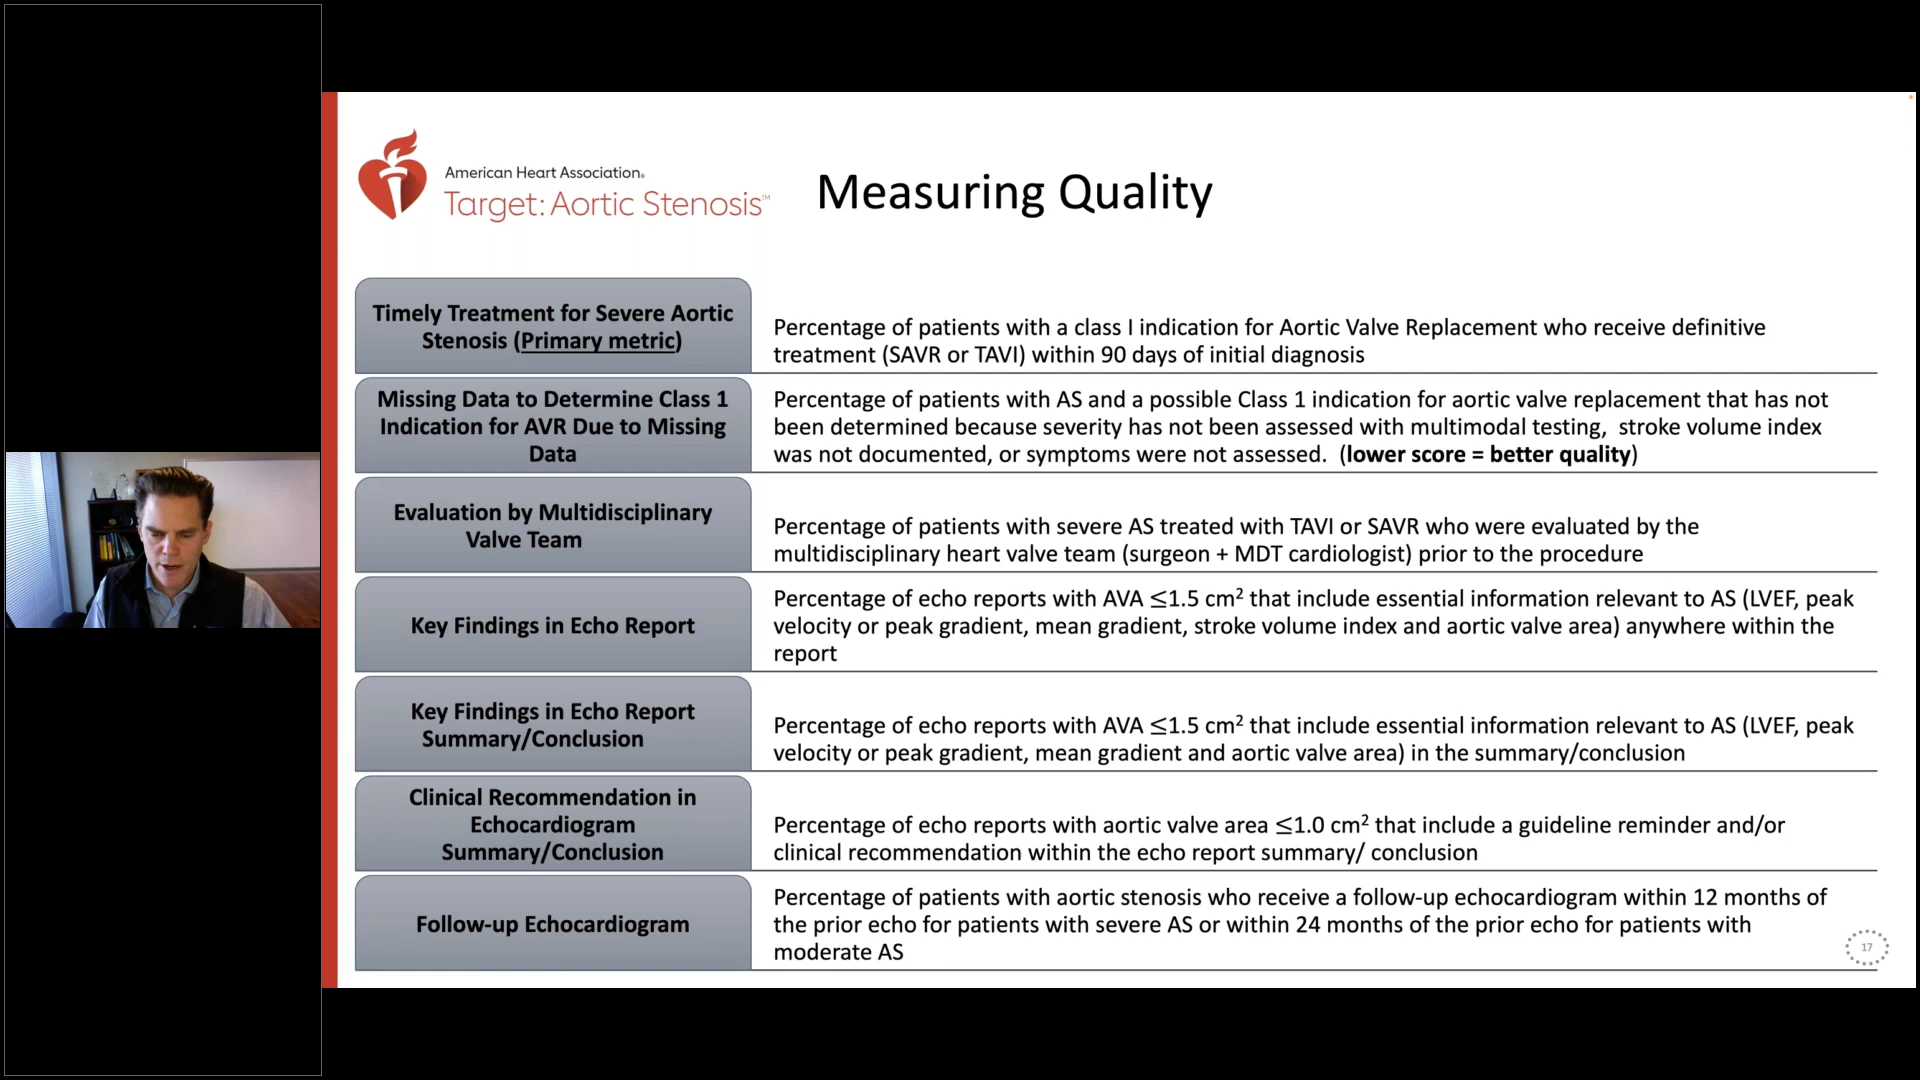 American Heart Association®
Target: Aortic Stenosis™
Measuring Quality
Timely Treatment for Severe Aortic
Stenosis (Primary metric)
Percentage of patients with a class I indication for Aortic Valve Replacement who receive definitive
treatment (SAVR or TAVI) within 90 days of initial diagnosis
Missing Data to Determine Class 1
Indication for AVR Due to Missing
Data
Percentage of patients with AS and a possible Class 1 indication for aortic valve replacement that has not
been determined because severity has not been assessed with multimodal testing, stroke volume index
was not documented, or symptoms were not assessed. (lower score = better quality)
Evaluation by Multidisciplinary
Valve Team
Percentage of patients with severe AS treated with TAVI or SAVR who were evaluated by the
multidisciplinary heart valve team (surgeon + MDT cardiologist) prior to the procedure
Key Findings in Echo Report
Percentage of echo reports with AVA ≤1.5 cm² that include essential information relevant to AS (LVEF, peak
velocity or peak gradient, mean gradient, stroke volume index and aortic valve area) anywhere within the
report
Key Findings in Echo Report
Summary/Conclusion
Percentage of echo reports with AVA ≤1.5 cm² that include essential information relevant to AS (LVEF, peak
velocity or peak gradient, mean gradient and aortic valve area) in the summary/conclusion
Clinical Recommendation in
Echocardiogram
Summary/Conclusion
Percentage of echo reports with aortic valve area ≤1.0 cm² that include a guideline reminder and/or
clinical recommendation within the echo report summary/ conclusion
Follow-up Echocardiogram
Percentage of patients with aortic stenosis who receive a follow-up echocardiogram within 12 months of
the prior echo for patients with severe AS or within 24 months of the prior echo for patients with
moderate AS
17